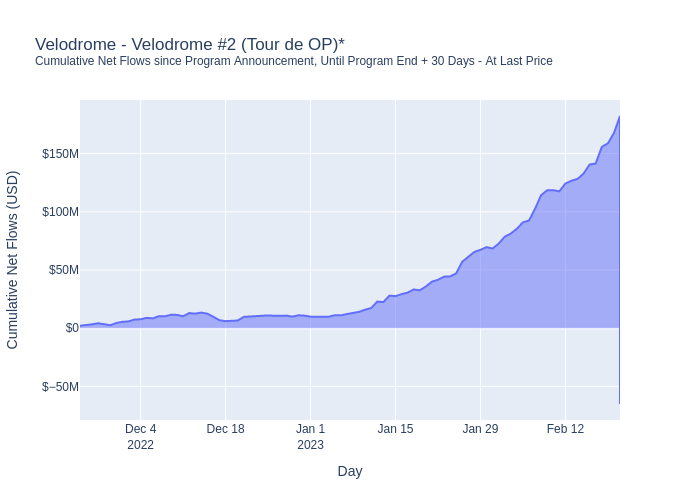 Velodrome - Velodrome #2 (Tour de OP)*
Cumulative Net Flows since Program Announcement, Until Program End + 30 Days - At Last Price
Cumulative Net Flows (USD)
$150M
$100M
$50M
$0
$−50M
Dec 4
2022
Dec 18
Jan 1
2023
Jan 15
Jan 29
Feb 12
Day